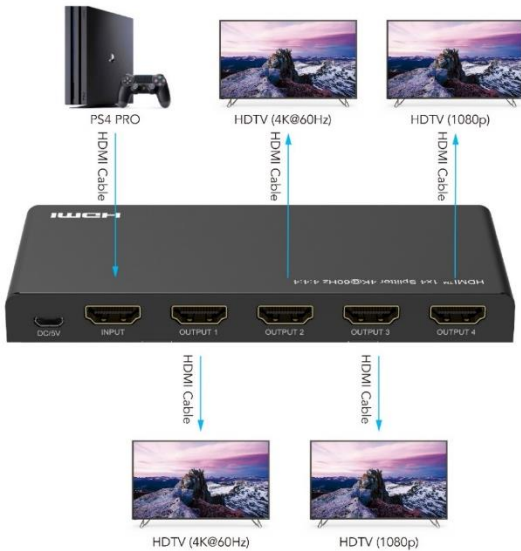 PS4 PRO
HDTV (4K@60Hz)
HDTV (1080p)
HDMI Cable
HDMI Cable
HDMI Cable
HDMI
HDMI™ 1x4 Splitter 4K@60Hz 4:4:4
DC/5V
INPUT
OUTPUT 1
OUTPUT 2
OUTPUT 3
OUTPUT 4
HDMI Cable
HDMI Cable
HDTV (4K@60Hz)
HDTV (1080p)